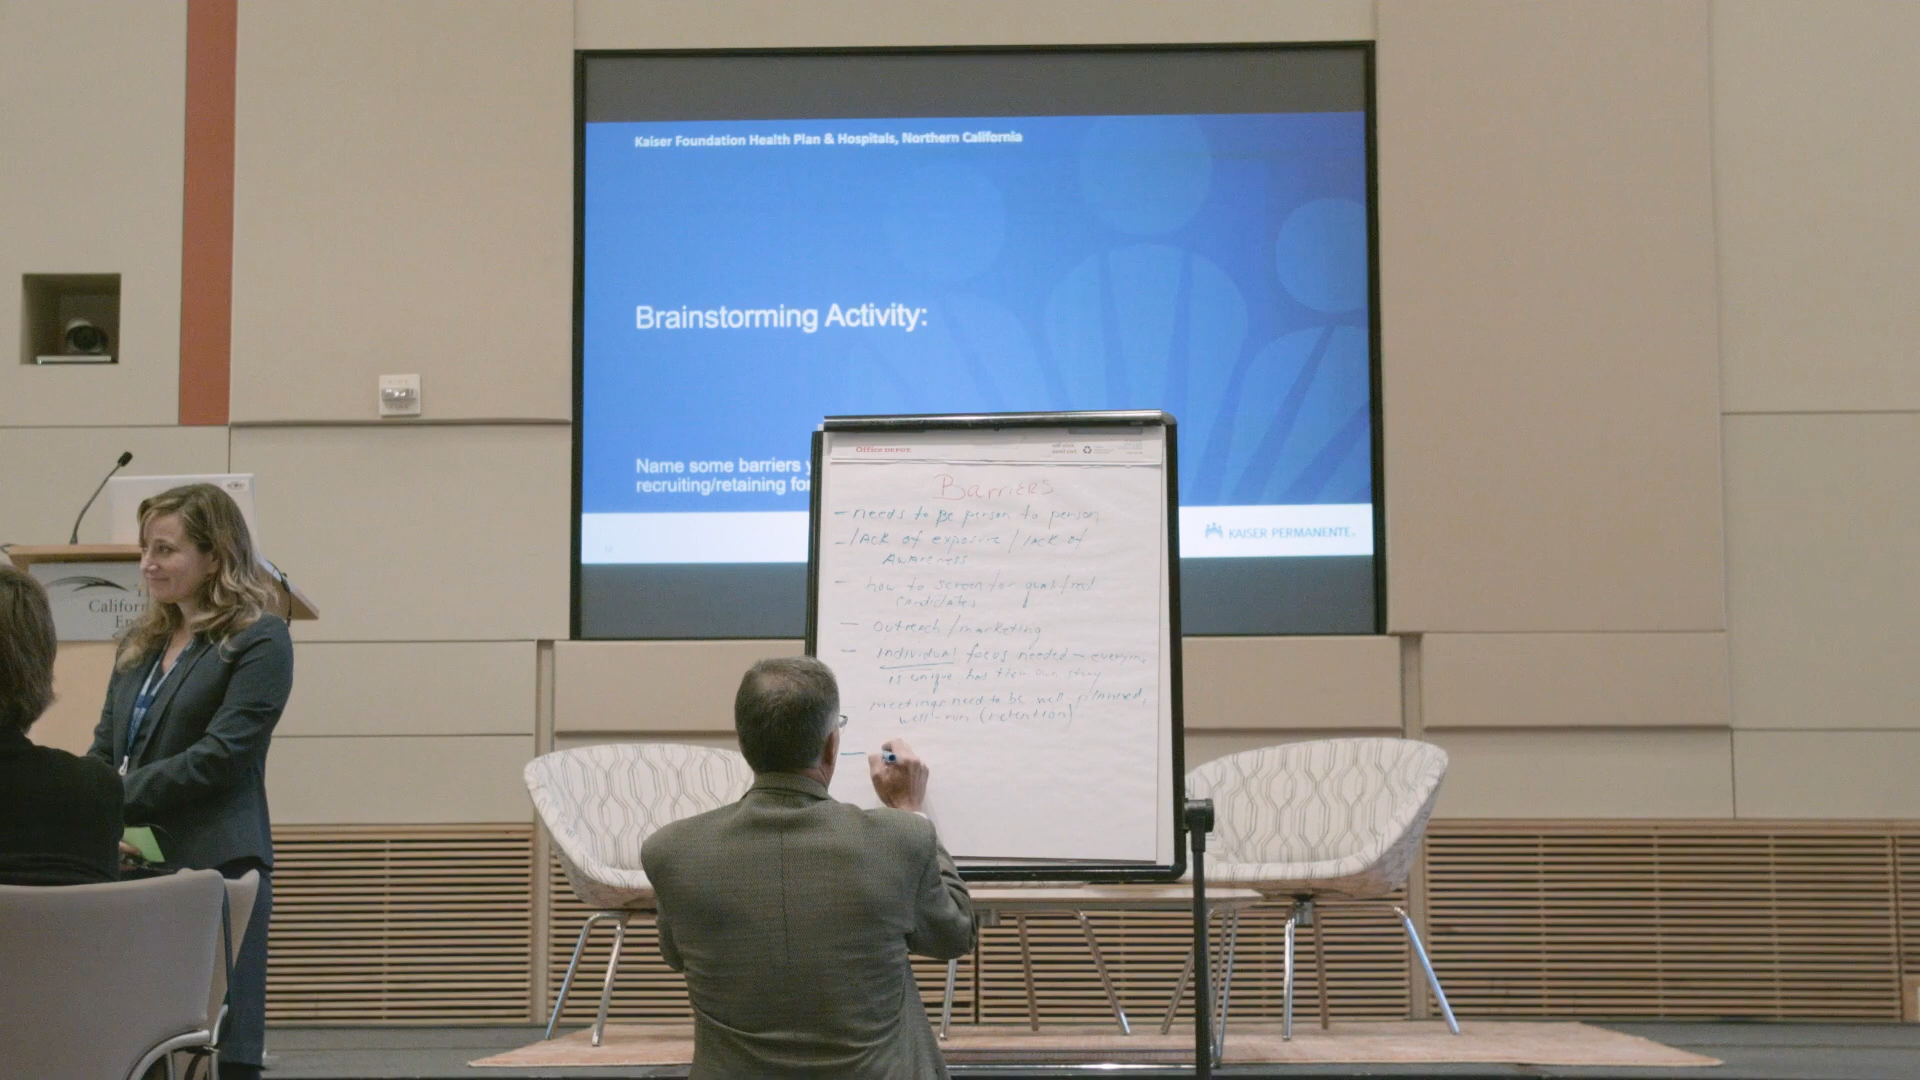 Kaiser Foundation Health Plan & Hospitals, Northern California
Brainstorming Activity:
Name some barriers y
recruiting/retaining for
KAISER PERMANENTE®
Office DEPOT
Barriers
- needs to be person to person
- lack of exposure / lack of
Awareness
- how to screen for qualified
candidates
- outreach/marketing
- individual focus needed - everyone
is unique has their own story
- meetings need to be well planned,
well-run (retention)
-
Californ
En